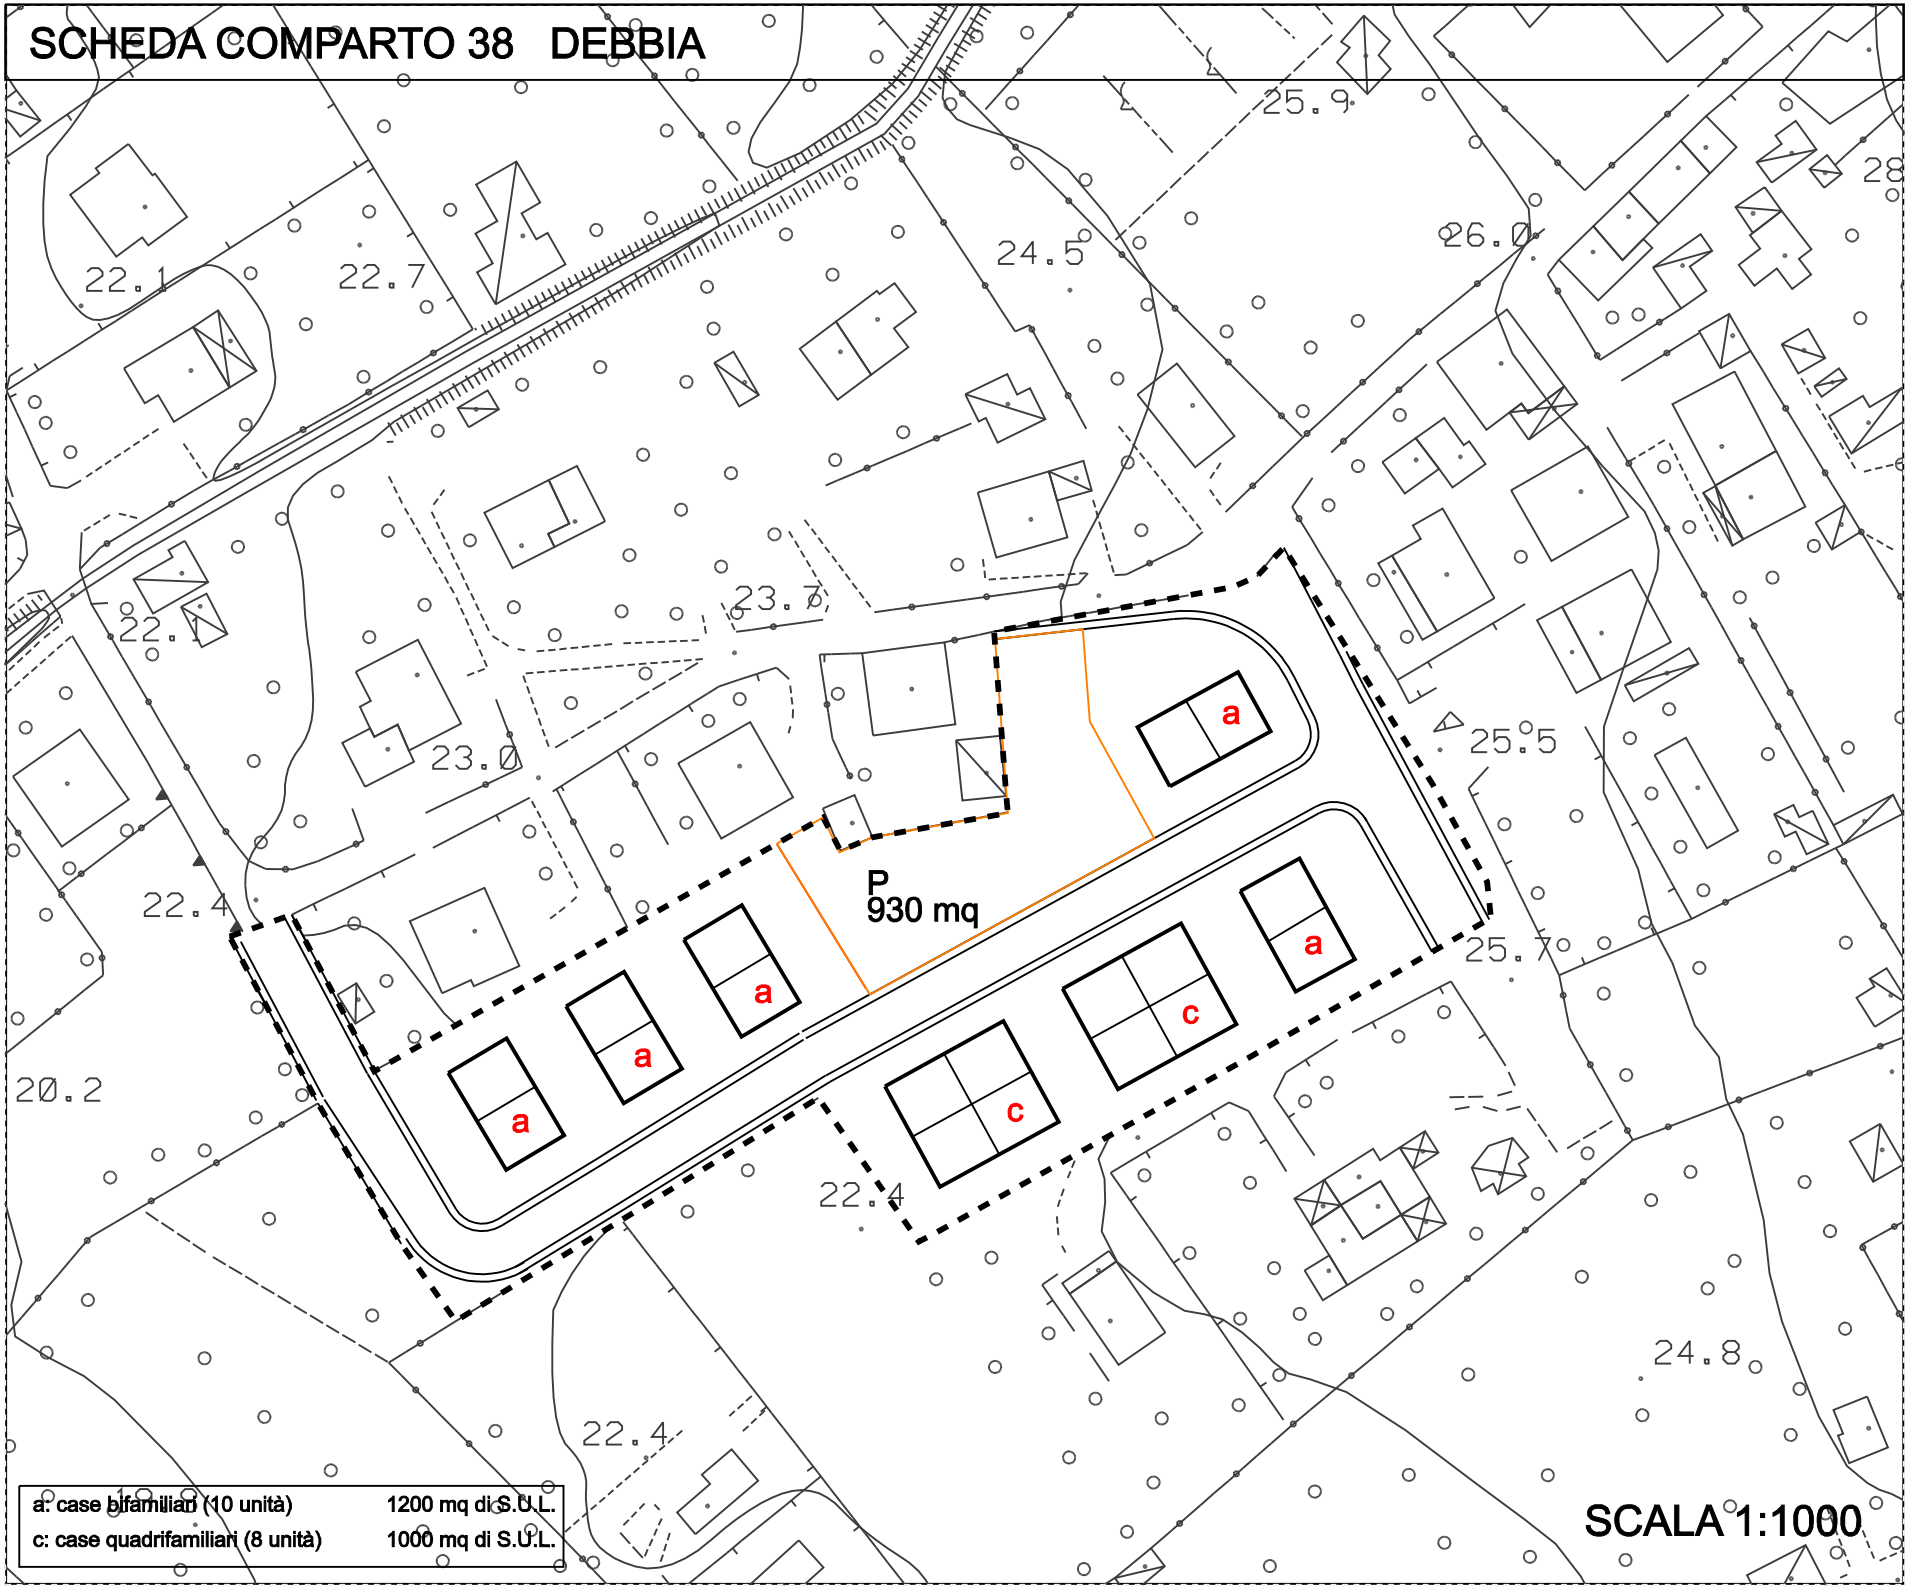 SCHEDA COMPARTO 38 DEBBIA
25.9
28
26.0
24.5
22.1
22.7
23.7
22.1
a
25.5
23.0
P
930 mq
22.4
a
25.7
a
c
a
20.2
a
c
22.4
24.8
22.4
a: case bifamiliari (10 unità) 1200 mq di S.U.L.
c: case quadrifamiliari (8 unità) 1000 mq di S.U.L.
SCALA 1:1000